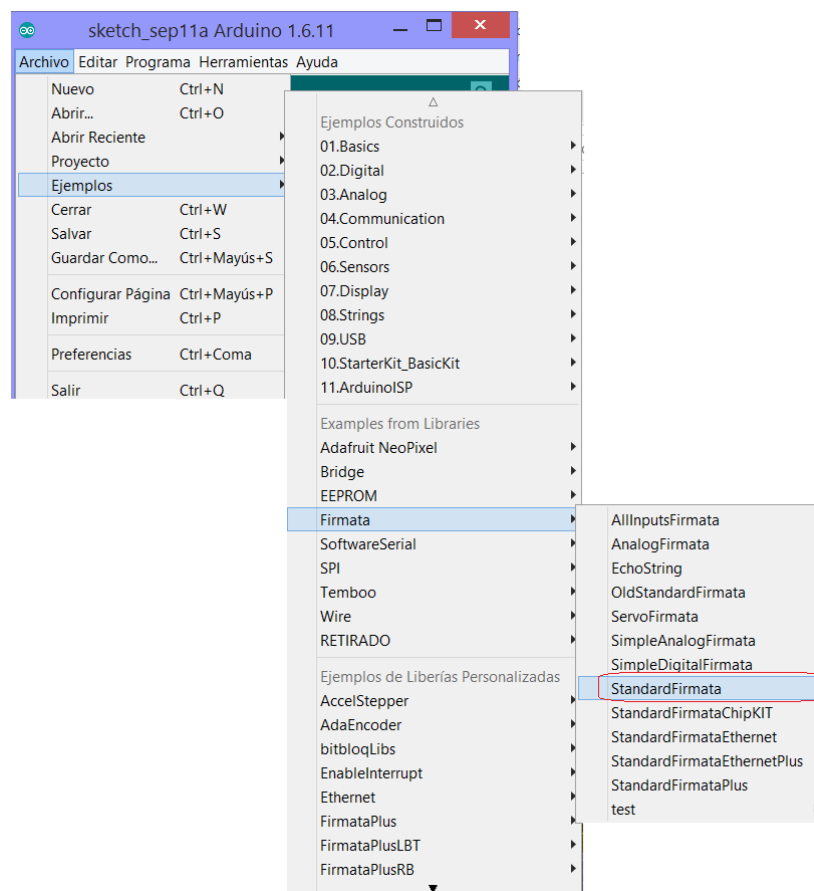 sketch_sep11a Arduino 1.6.11
Archivo Editar Programa Herramientas Ayuda
Nuevo Ctrl+N
Abrir... Ctrl+O
Abrir Reciente
Proyecto
Ejemplos
Cerrar Ctrl+W
Salvar Ctrl+S
Guardar Como... Ctrl+Mayús+S
Configurar Página Ctrl+Mayús+P
Imprimir Ctrl+P
Preferencias Ctrl+Coma
Salir Ctrl+Q
Ejemplos Construidos
01.Basics
02.Digital
03.Analog
04.Communication
05.Control
06.Sensors
07.Display
08.Strings
09.USB
10.StarterKit_BasicKit
11.ArduinoISP
Examples from Libraries
Adafruit NeoPixel
Bridge
EEPROM
Firmata
SoftwareSerial
SPI
Temboo
Wire
RETIRADO
Ejemplos de Liberías Personalizadas
AccelStepper
AdaEncoder
bitbloqLibs
EnableInterrupt
Ethernet
FirmataPlus
FirmataPlusLBT
FirmataPlusRB
AllInputsFirmata
AnalogFirmata
EchoString
OldStandardFirmata
ServoFirmata
SimpleAnalogFirmata
SimpleDigitalFirmata
StandardFirmata
StandardFirmataChipKIT
StandardFirmataEthernet
StandardFirmataEthernetPlus
StandardFirmataPlus
test